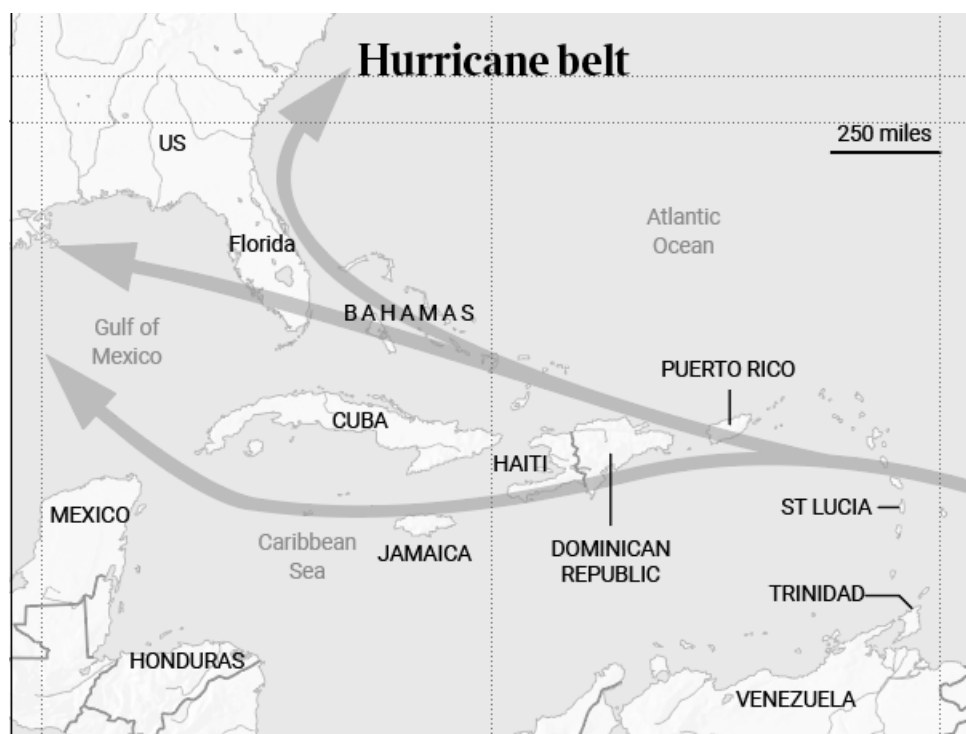 Hurricane belt
US
250 miles
Atlantic
Ocean
Florida
BAHAMAS
Gulf of
Mexico
PUERTO RICO
CUBA
HAITI
MEXICO
ST LUCIA
Caribbean
Sea
JAMAICA
DOMINICAN
REPUBLIC
TRINIDAD
HONDURAS
VENEZUELA